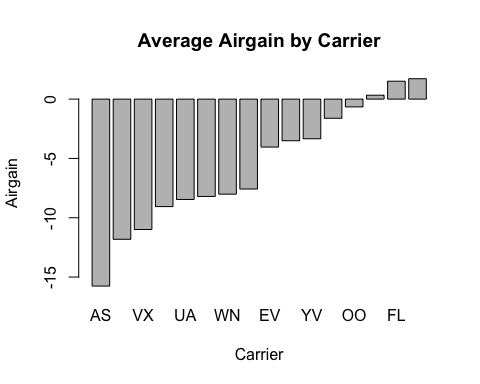 Average Airgain by Carrier
Airgain
0
-5
-10
-15
AS VX UA WN EV YV OO FL
Carrier